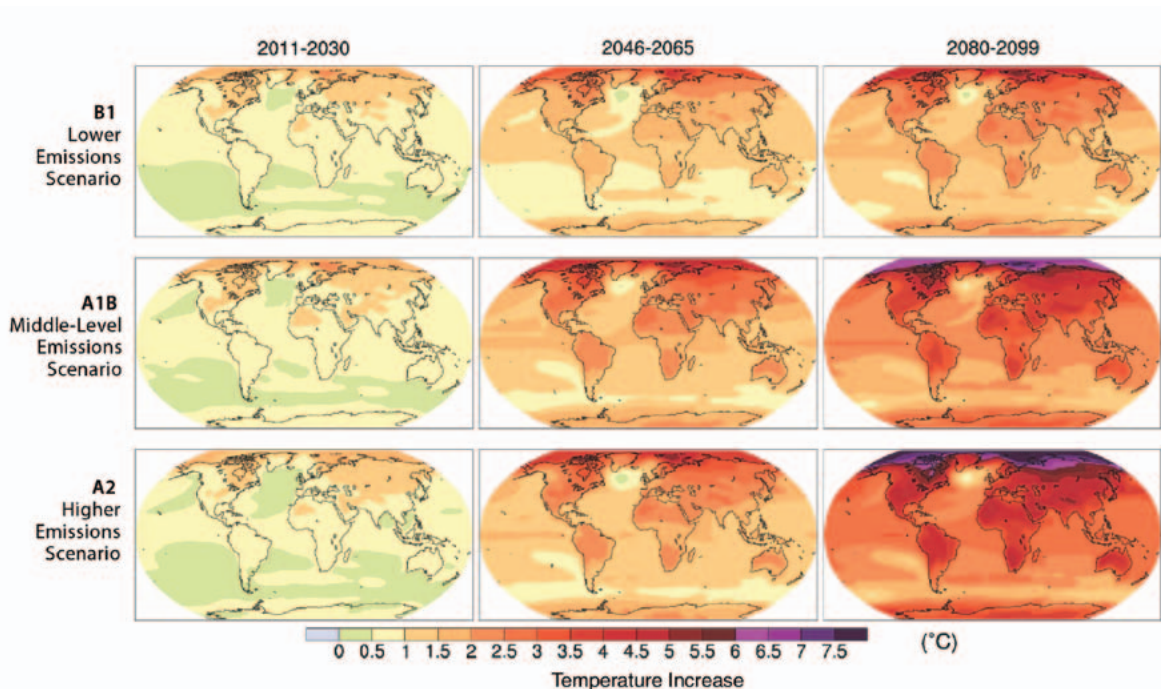 2011-2030 2046-2065 2080-2099
B1
Lower
Emissions
Scenario
A1B
Middle-Level
Emissions
Scenario
A2
Higher
Emissions
Scenario
0 0.5 1 1.5 2 2.5 3 3.5 4 4.5 5 5.5 6 6.5 7 7.5 (°C)
Temperature Increase